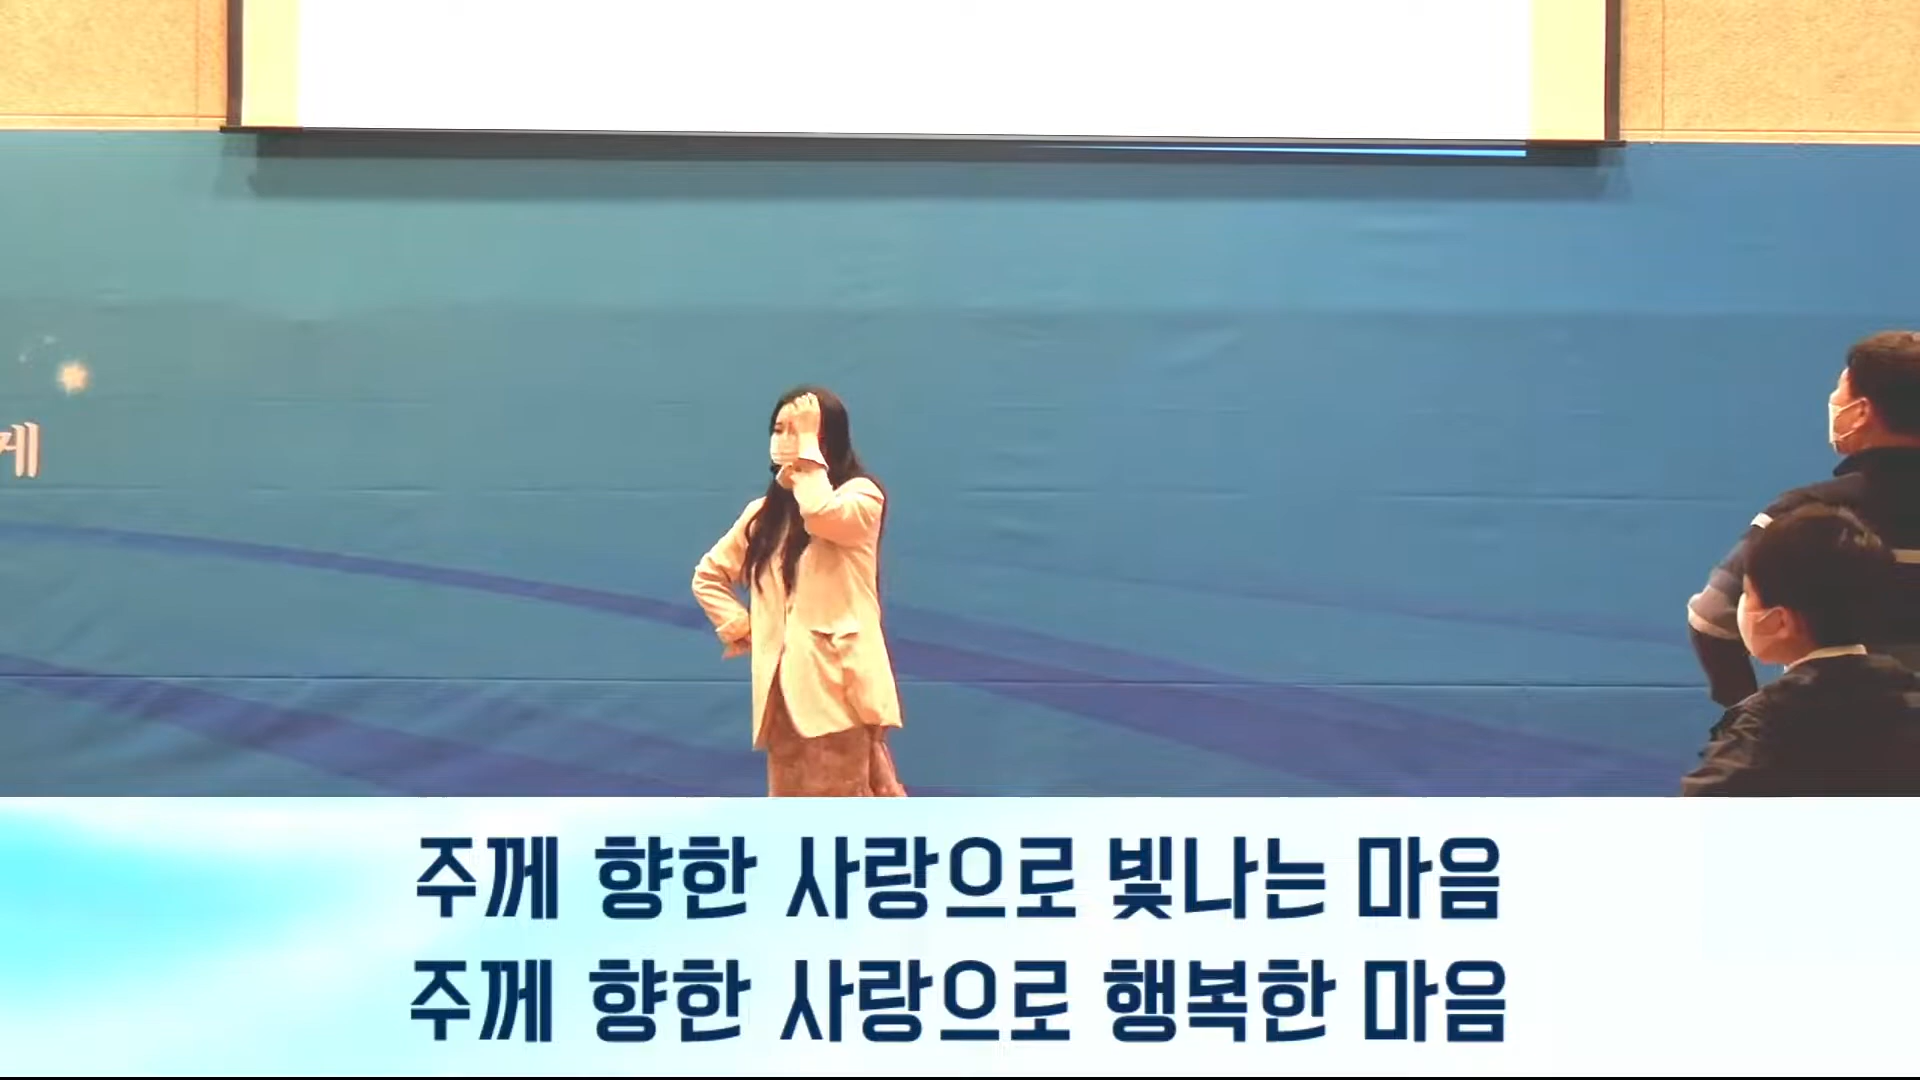 게
주께 향한 사랑으로 빛나는 마음
주께 향한 사랑으로 행복한 마음